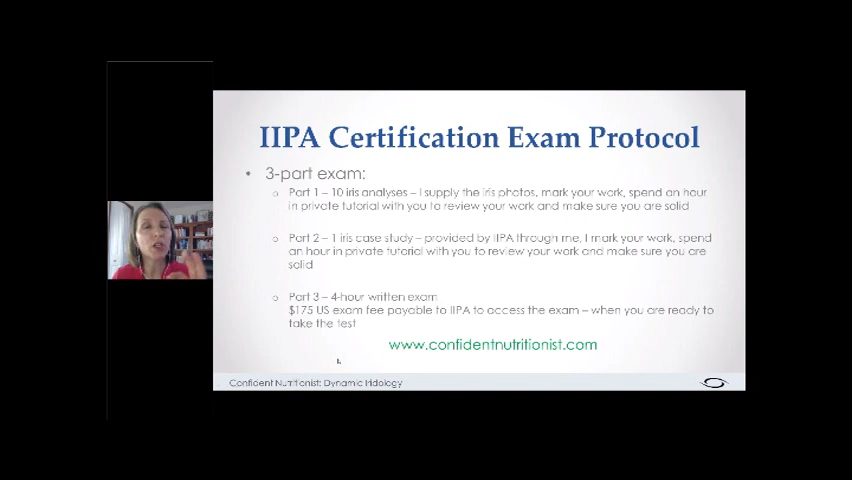 IIPA Certification Exam Protocol
• 3-part exam:
o Part 1 – 10 iris analyses – I supply the iris photos, mark your work, spend an hour
in private tutorial with you to review your work and make sure you are solid
o Part 2 – 1 iris case study – provided by IIPA through me, I mark your work, spend
an hour in private tutorial with you to review your work and make sure you are
solid
o Part 3 – 4-hour written exam
$175 US exam fee payable to IIPA to access the exam – when you are ready to
take the test
www.confidentnutritionist.com
Confident Nutritionist: Dynamic Iridology